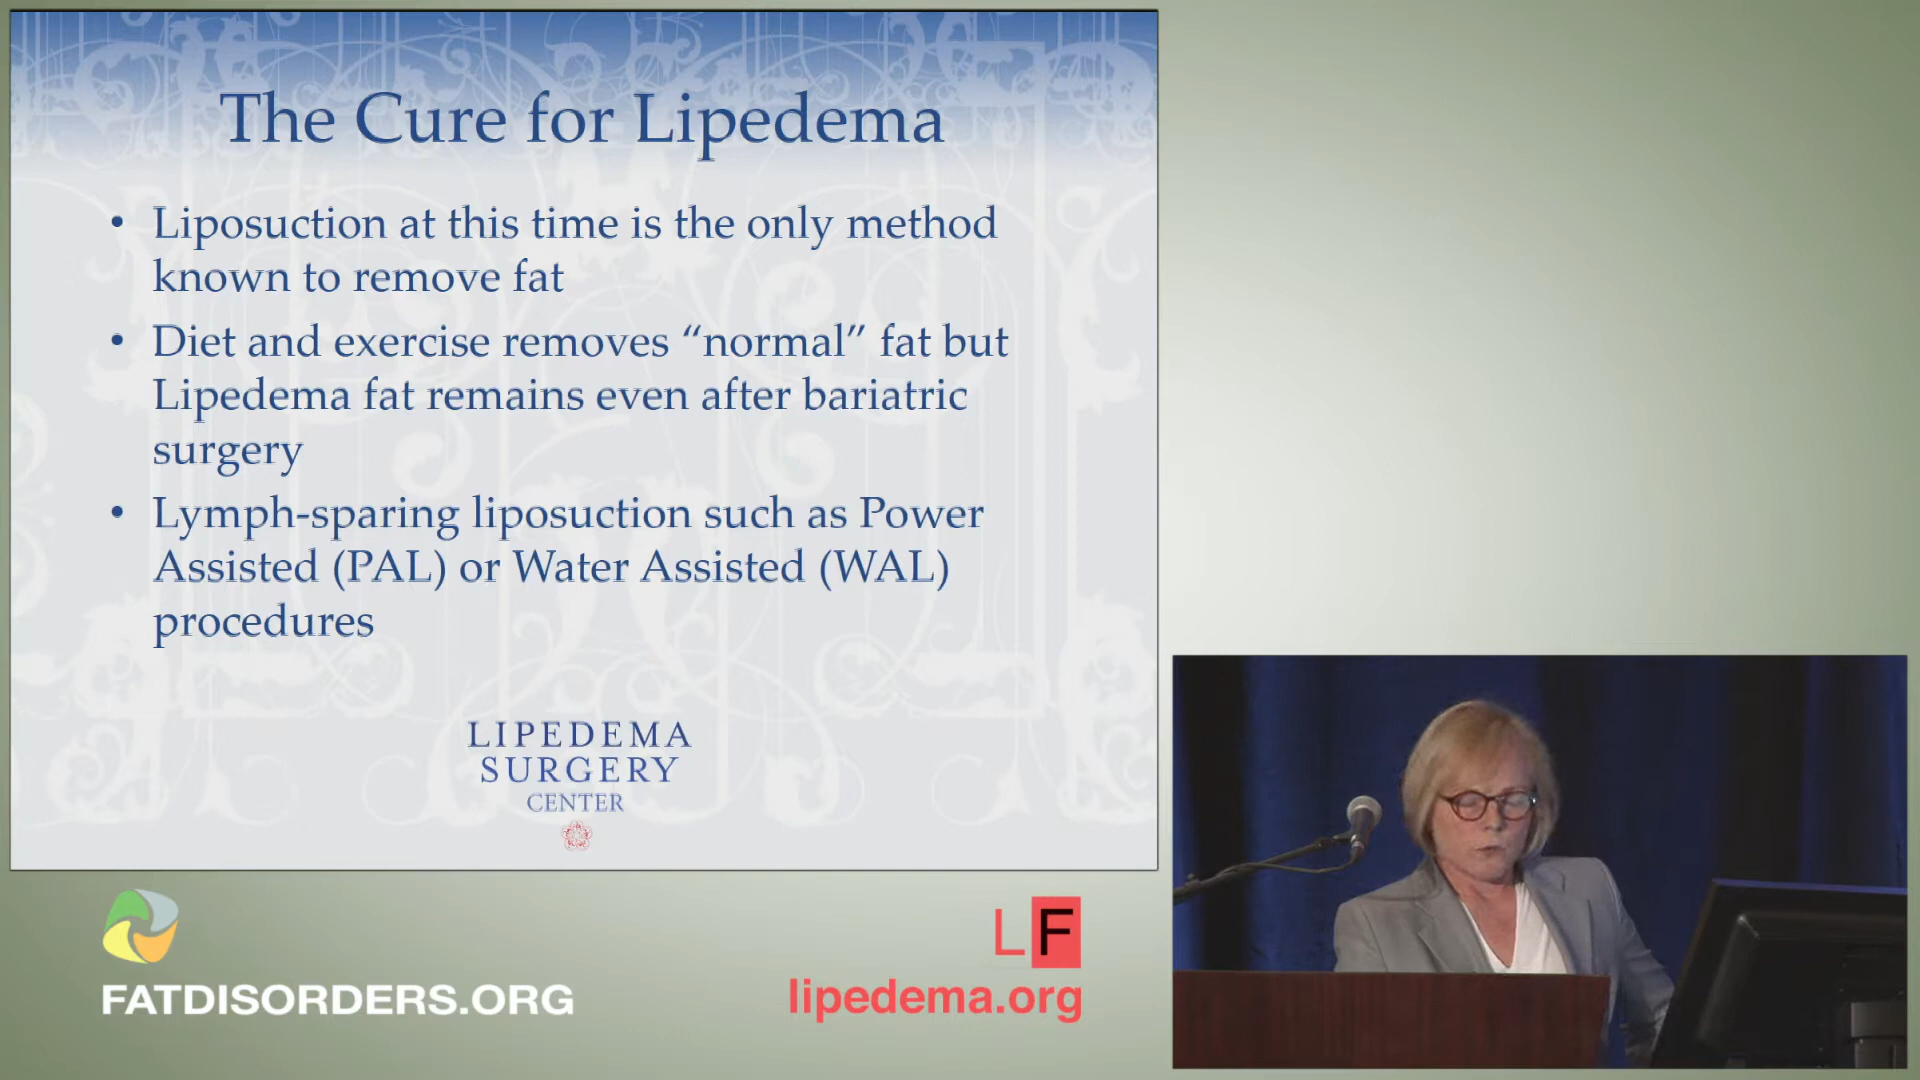 The Cure for Lipedema
• Liposuction at this time is the only method
known to remove fat
• Diet and exercise removes “normal” fat but
Lipedema fat remains even after bariatric
surgery
• Lymph-sparing liposuction such as Power
Assisted (PAL) or Water Assisted (WAL)
procedures
LIPEDEMA
SURGERY
CENTER
FATDISORDERS.ORG
LF
lipedema.org